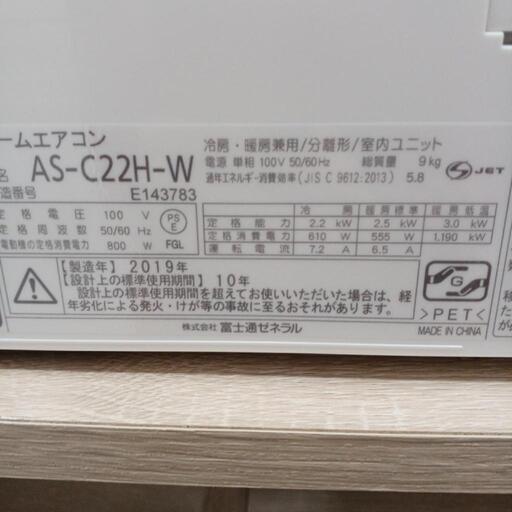 ームエアコン
名 AS-C22H-W
造番号 E143783
冷房・暖房兼用/分離形/室内ユニット
電源 単相100V 50/60Hz 総質量 9kg
通年エネルギー消費効率(JIS C 9612:2013) 5.8
JET
定格電圧 100 V
定格周波数 50/60 Hz
電動機の定格消費電力 800 W
PS
E
FGL
冷房 暖房標準 暖房低温
定格能力 2.2 kW 2.5 kW 3.0 kW
定格消費電力 610 W 555 W 1,190 kW
運転電流 7.2 A 6.5 A
【製造年】2019年
【設計上の標準使用期間】10年
設計上の標準使用期間を超えてお使いいただいた場合は、経
年劣化による発火・けが等の事故に至るおそれがあります。
G
>PET<
MADE IN CHINA
株式会社 富士通ゼネラル